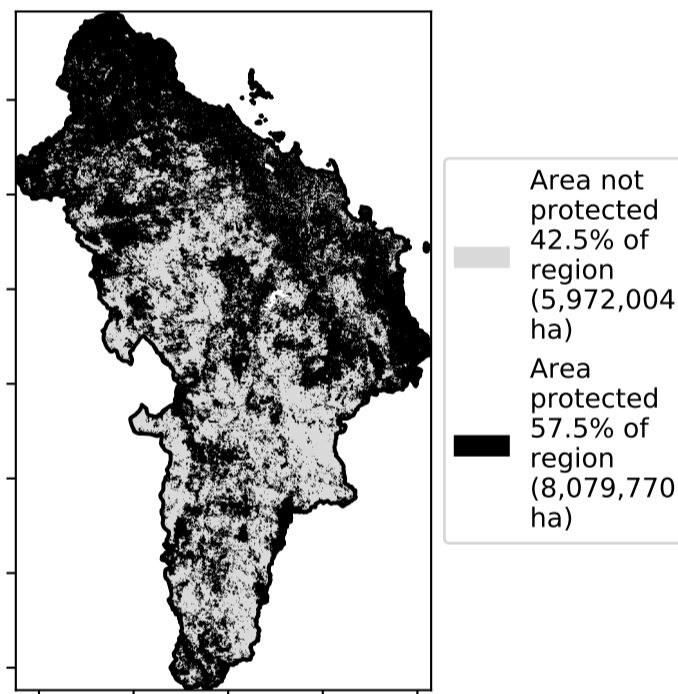 Area not
protected
42.5% of
region
(5,972,004
ha)
Area
protected
57.5% of
region
(8,079,770
ha)